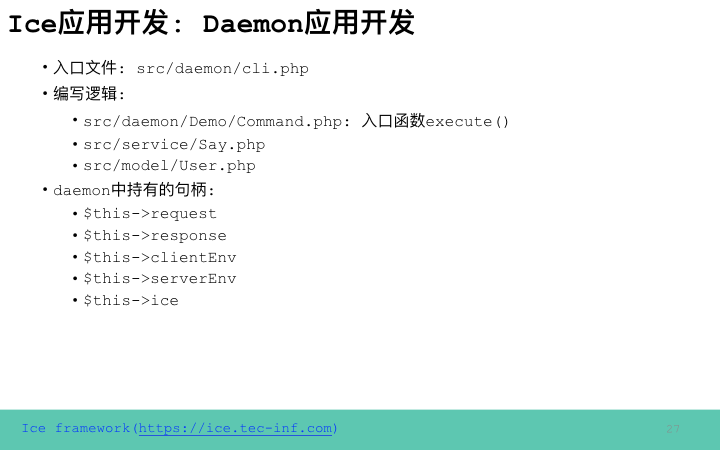 Ice应用开发: Daemon应用开发
• 入口文件: src/daemon/cli.php
• 编写逻辑:
• src/daemon/Demo/Command.php: 入口函数execute()
• src/service/Say.php
• src/model/User.php
• daemon中持有的句柄:
• $this->request
• $this->response
• $this->clientEnv
• $this->serverEnv
• $this->ice
Ice framework(https://ice.tec-inf.com)
27